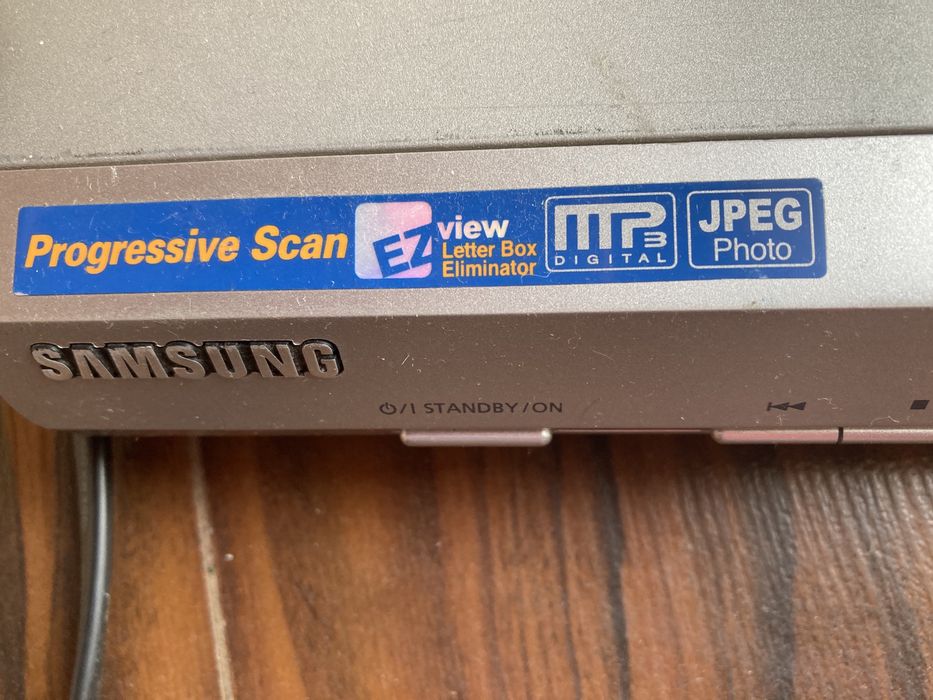 Progressive Scan
EZ view
Letter Box
Eliminator
MP3
DIGITAL
JPEG
Photo
SAMSUNG
⏻/I STANDBY/ON